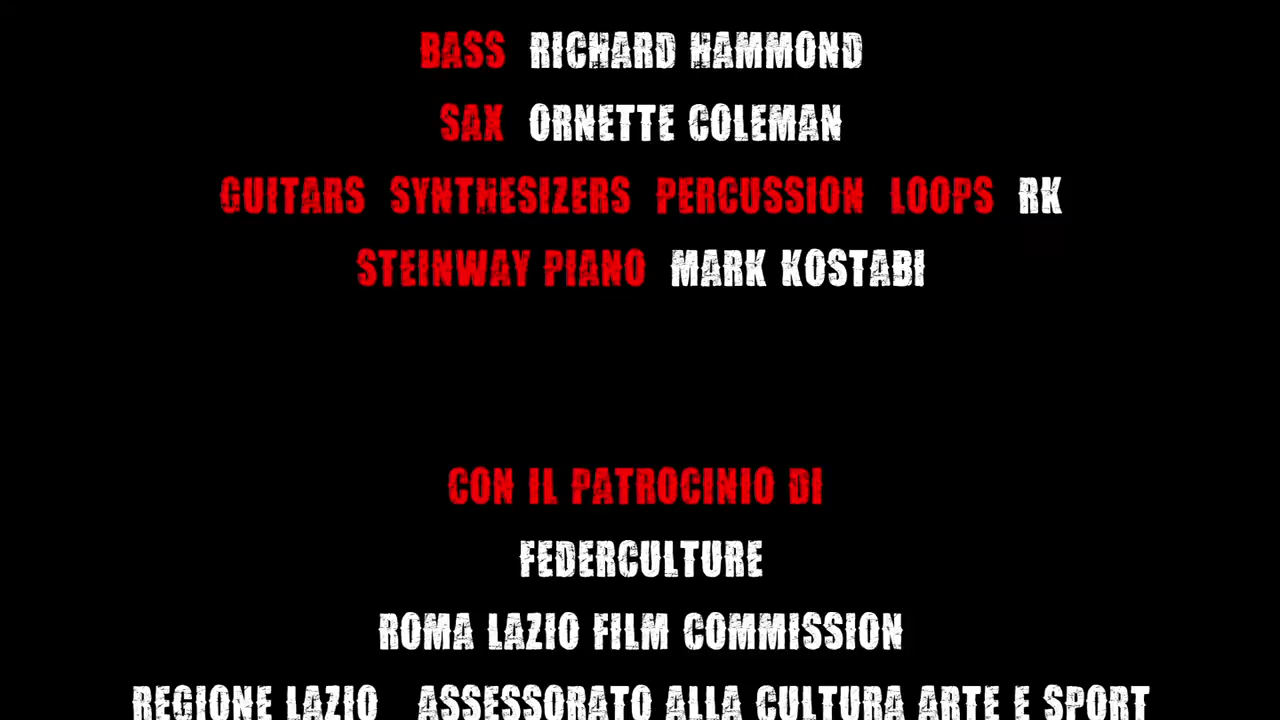 BASS RICHARD HAMMOND
SAX ORNETTE COLEMAN
GUITARS SYNTHESIZERS PERCUSSION LOOPS RK
STEINWAY PIANO MARK KOSTABI
CON IL PATROCINIO DI
FEDERCULTURE
ROMA LAZIO FILM COMMISSION
REGIONE LAZIO ASSESSORATO ALLA CULTURA ARTE E SPORT